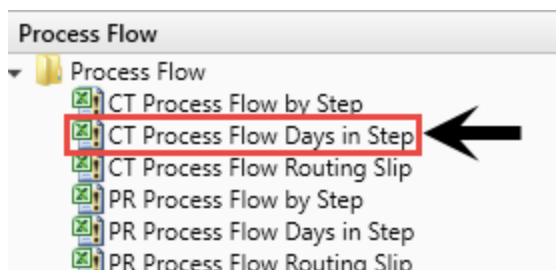 Process Flow
Process Flow
CT Process Flow by Step
CT Process Flow Days in Step
CT Process Flow Routing Slip
PR Process Flow by Step
PR Process Flow Days in Step
PR Process Flow Routing Slip